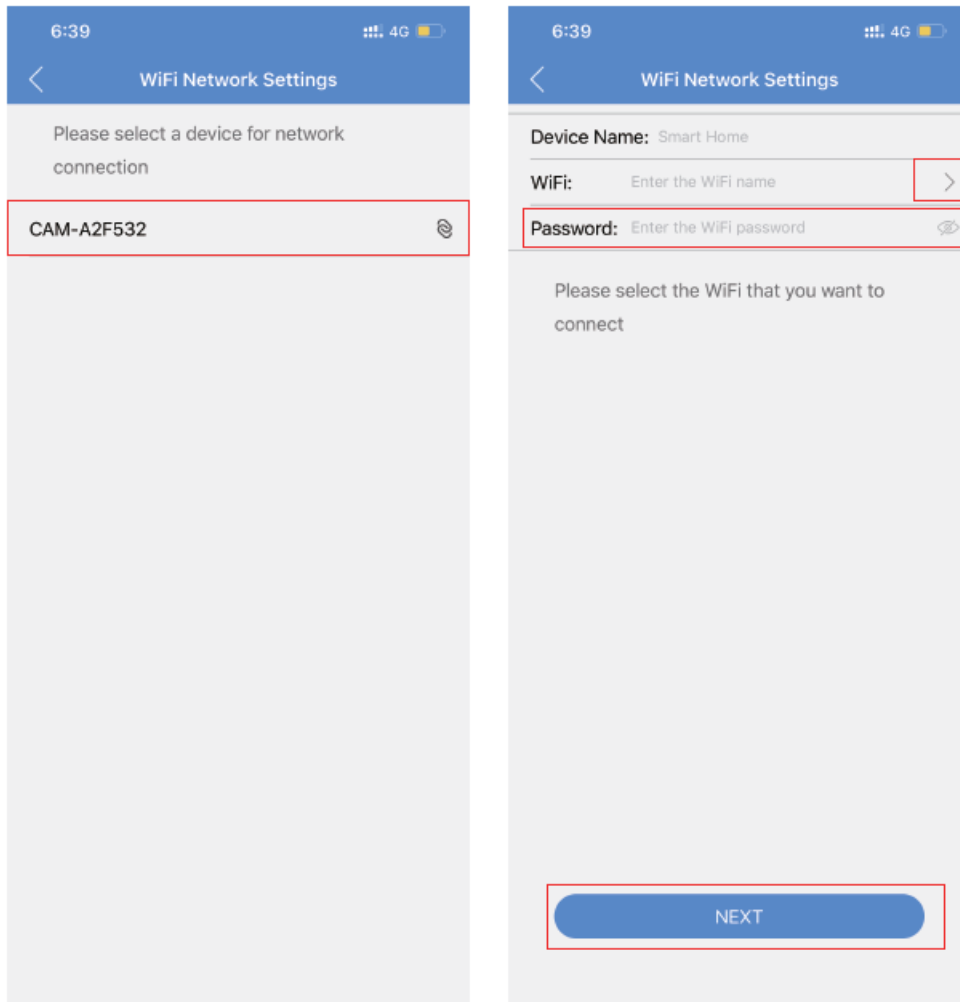 6:39
4G
WiFi Network Settings
Please select a device for network
connection
CAM-A2F532
6:39
4G
WiFi Network Settings
Device Name: Smart Home
WiFi: Enter the WiFi name
Password: Enter the WiFi password
Please select the WiFi that you want to
connect
NEXT